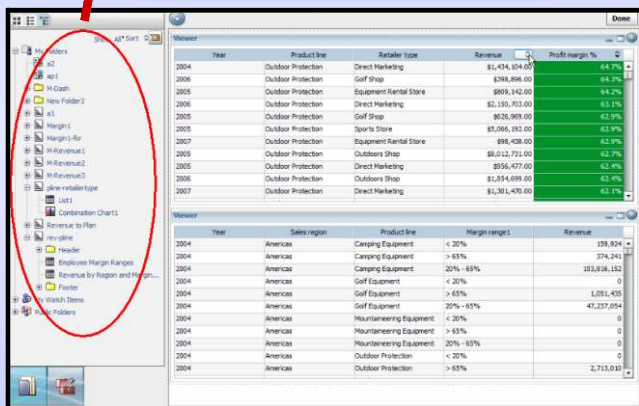 Done
Show All Sort
My Folders
a2
ap1
M-Dash
New Folder2
a1
Margin1
Margin1-for
M-Revenue1
M-Revenue2
M-Revenue3
pline-retailertype
List1
Combination Chart1
Revenue to Plan
rev-pline
Header
Employee Margin Ranges
Revenue by Region and Margin...
Footer
My Watch Items
Public Folders
Viewer
Year Product line Retailer type Revenue Profit margin %
2004 Outdoor Protection Direct Marketing $1,434,104.00 64.7%
2006 Outdoor Protection Golf Shop $398,896.00 64.3%
2005 Outdoor Protection Equipment Rental Store $809,142.00 64.2%
2006 Outdoor Protection Direct Marketing $2,150,703.00 63.1%
2005 Outdoor Protection Golf Shop $626,969.00 62.9%
2005 Outdoor Protection Sports Store $5,066,192.00 62.9%
2007 Outdoor Protection Equipment Rental Store $98,438.00 62.9%
2005 Outdoor Protection Outdoors Shop $8,012,731.00 62.7%
2005 Outdoor Protection Direct Marketing $956,477.00 62.4%
2006 Outdoor Protection Outdoors Shop $1,854,699.00 62.4%
2007 Outdoor Protection Direct Marketing $1,301,470.00 62.1%
Viewer
Year Sales region Product line Margin range1 Revenue
2004 Americas Camping Equipment < 20% 159,924
2004 Americas Camping Equipment > 65% 374,241
2004 Americas Camping Equipment 20% - 65% 103,816,152
2004 Americas Golf Equipment < 20% 0
2004 Americas Golf Equipment > 65% 1,051,435
2004 Americas Golf Equipment 20% - 65% 47,237,054
2004 Americas Mountaineering Equipment < 20% 0
2004 Americas Mountaineering Equipment > 65% 0
2004 Americas Mountaineering Equipment 20% - 65% 0
2004 Americas Outdoor Protection < 20% 0
2004 Americas Outdoor Protection > 65% 2,713,010